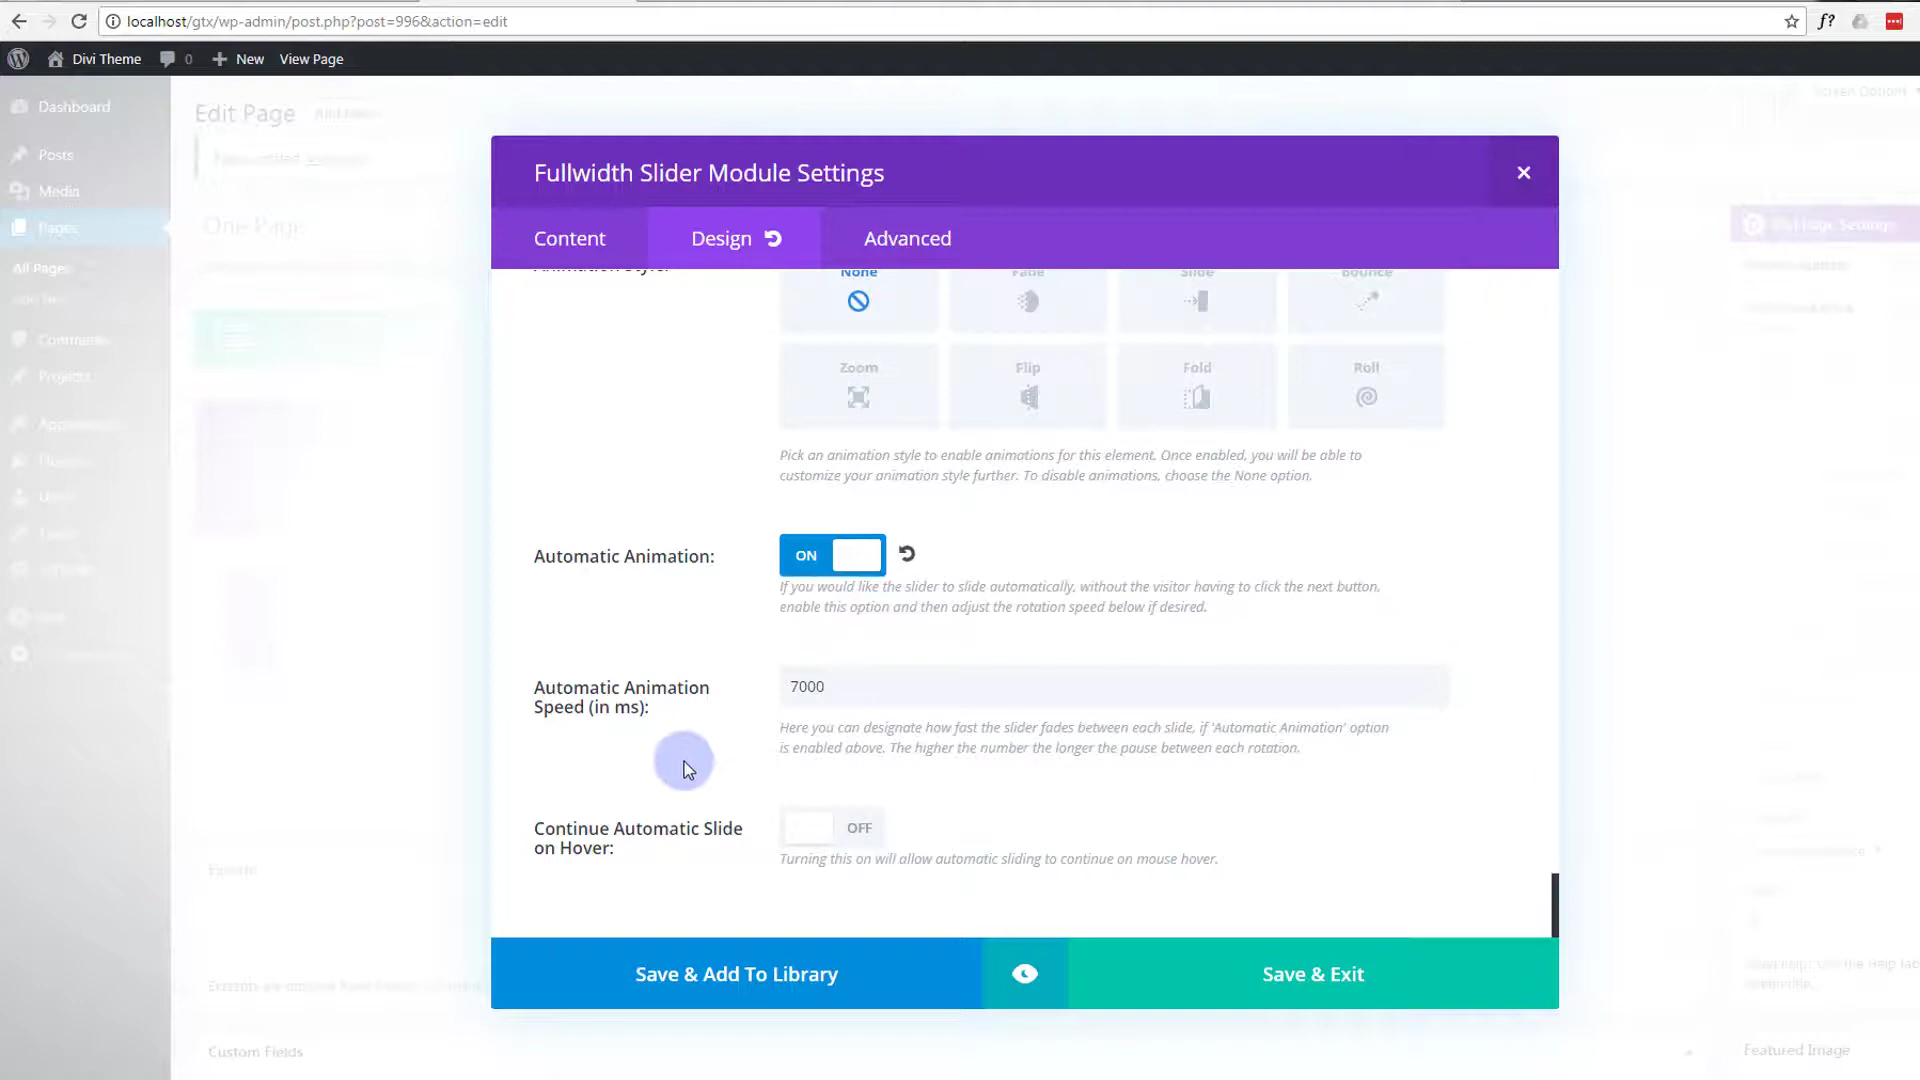 localhost/gtx/wp-admin/post.php?post=996&action=edit
f?
Divi Theme
0
New
View Page
Screen Options
Dashboard
Edit Page
Posts
Media
Pages
One Page
All Pages
Comments
Projects
Fullwidth Slider Module Settings
Content
Design
Advanced
Animation Style:
None
Fade
Slide
Bounce
Zoom
Flip
Fold
Roll
Pick an animation style to enable animations for this element. Once enabled, you will be able to
customize your animation style further. To disable animations, choose the None option.
Automatic Animation:
ON
If you would like the slider to slide automatically, without the visitor having to click the next button,
enable this option and then adjust the rotation speed below if desired.
Automatic Animation
Speed (in ms):
7000
Here you can designate how fast the slider fades between each slide, if 'Automatic Animation' option
is enabled above. The higher the number the longer the pause between each rotation.
Continue Automatic Slide
on Hover:
OFF
Turning this on will allow automatic sliding to continue on mouse hover.
Save & Add To Library
Save & Exit
Excerpt
Custom Fields
Featured Image